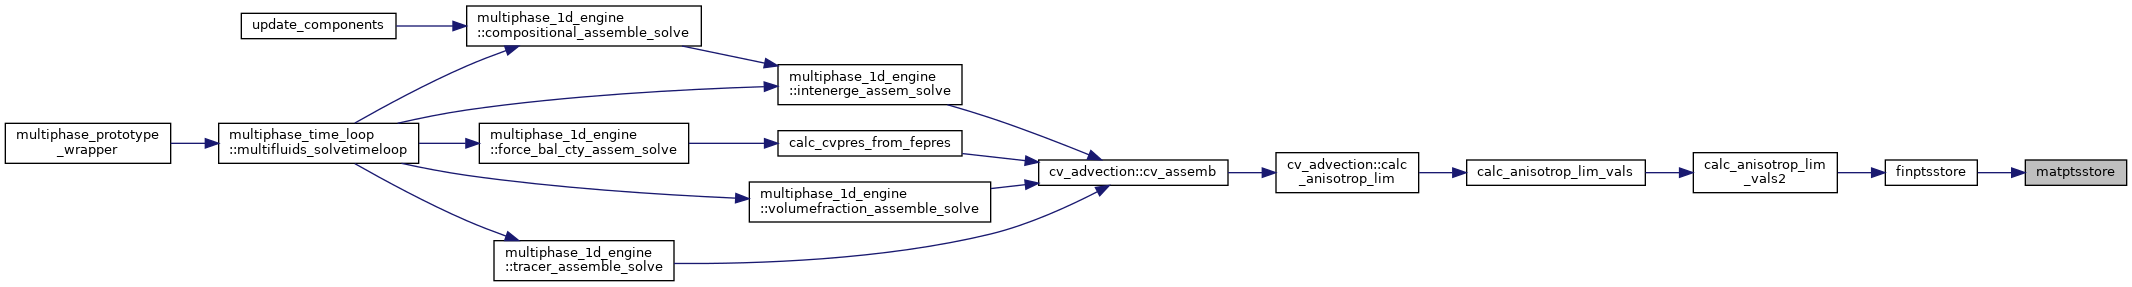 update_components
multiphase_1d_engine
::compositional_assemble_solve
multiphase_1d_engine
::intenerge_assem_solve
multiphase_prototype
_wrapper
multiphase_time_loop
::multifluids_solvetimeloop
multiphase_1d_engine
::force_bal_cty_assem_solve
calc_cvpres_from_fepres
cv_advection::cv_assemb
cv_advection::calc
_anisotrop_lim
calc_anisotrop_lim_vals
calc_anisotrop_lim
_vals2
finptsstore
matptsstore
multiphase_1d_engine
::volumefraction_assemble_solve
multiphase_1d_engine
::tracer_assemble_solve